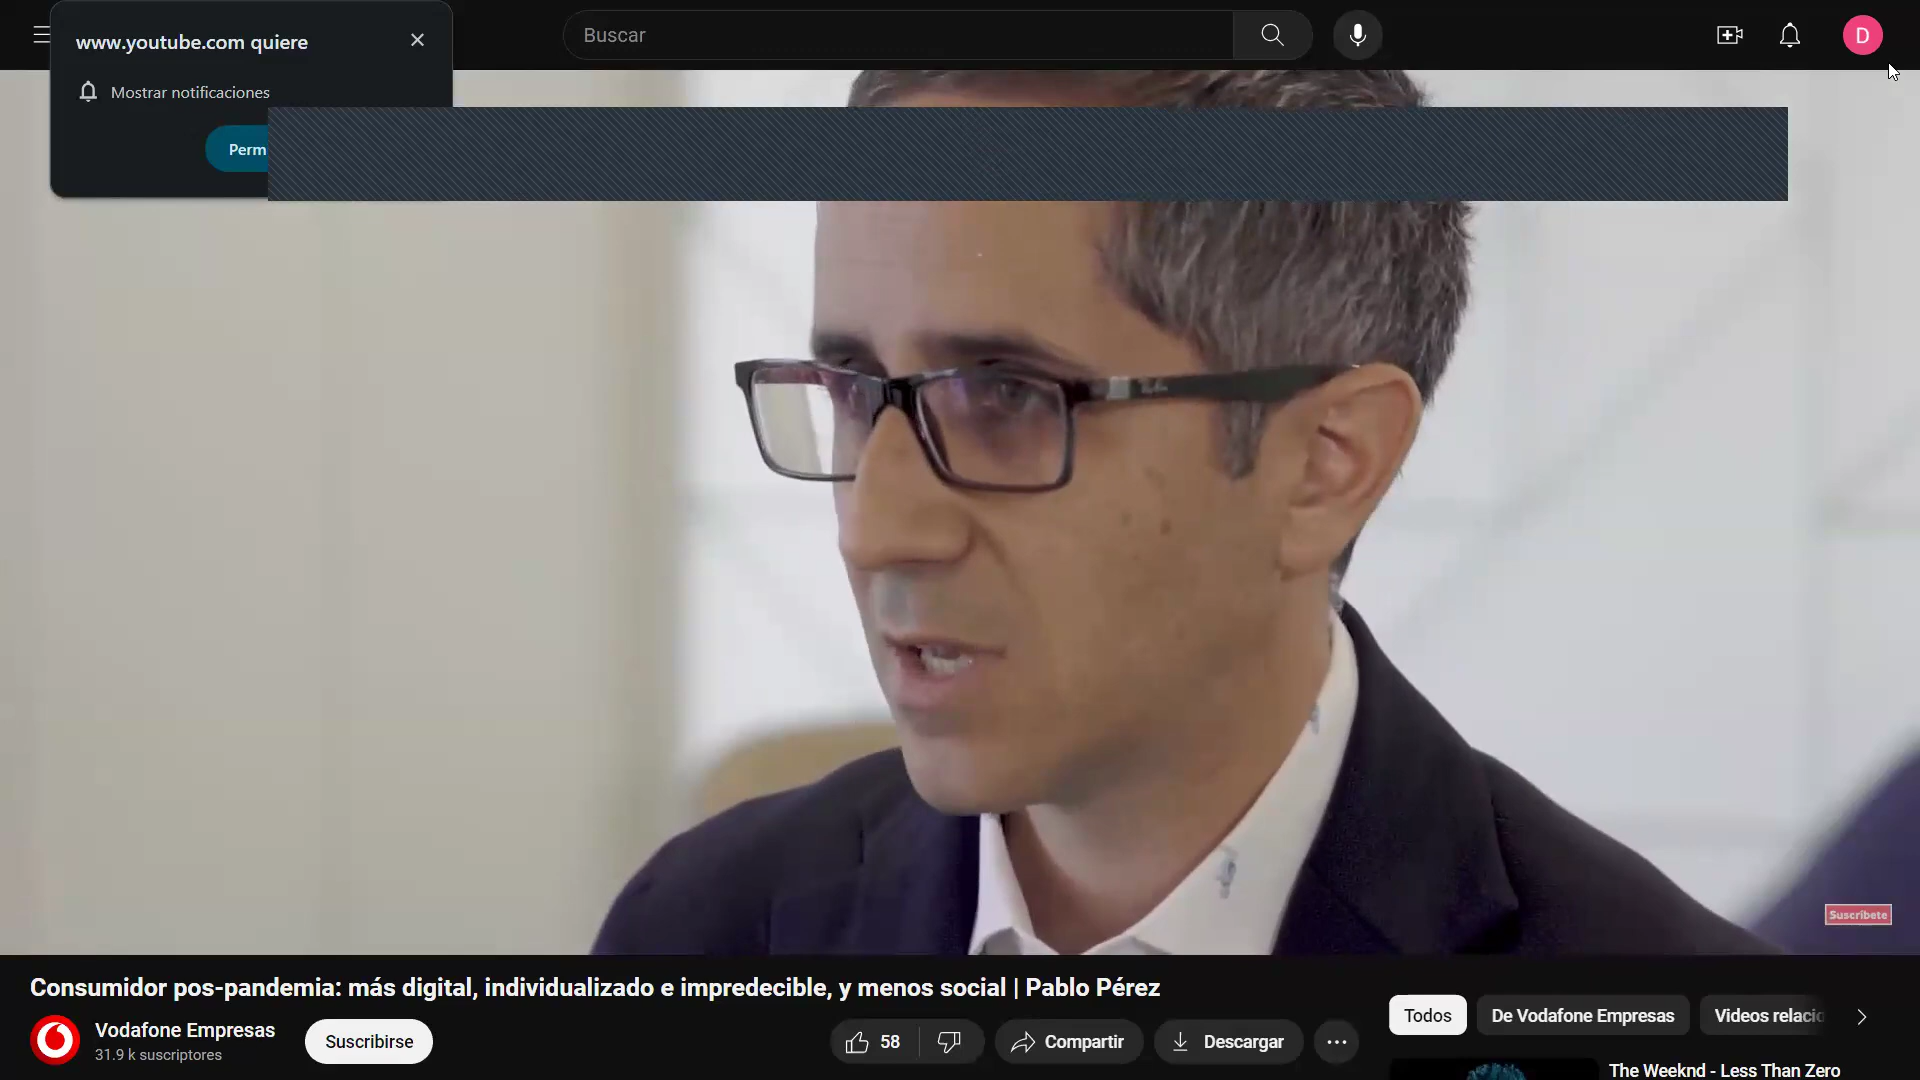 www.youtube.com quiere
Mostrar notificaciones
Buscar
D
Suscríbete
Consumidor pos-pandemia: más digital, individualizado e impredecible, y menos social | Pablo Pérez
Vodafone Empresas
31.9 k suscriptores
Suscribirse
58
Compartir
Descargar
Todos
De Vodafone Empresas
Videos
The Weeknd - Less Than Zero